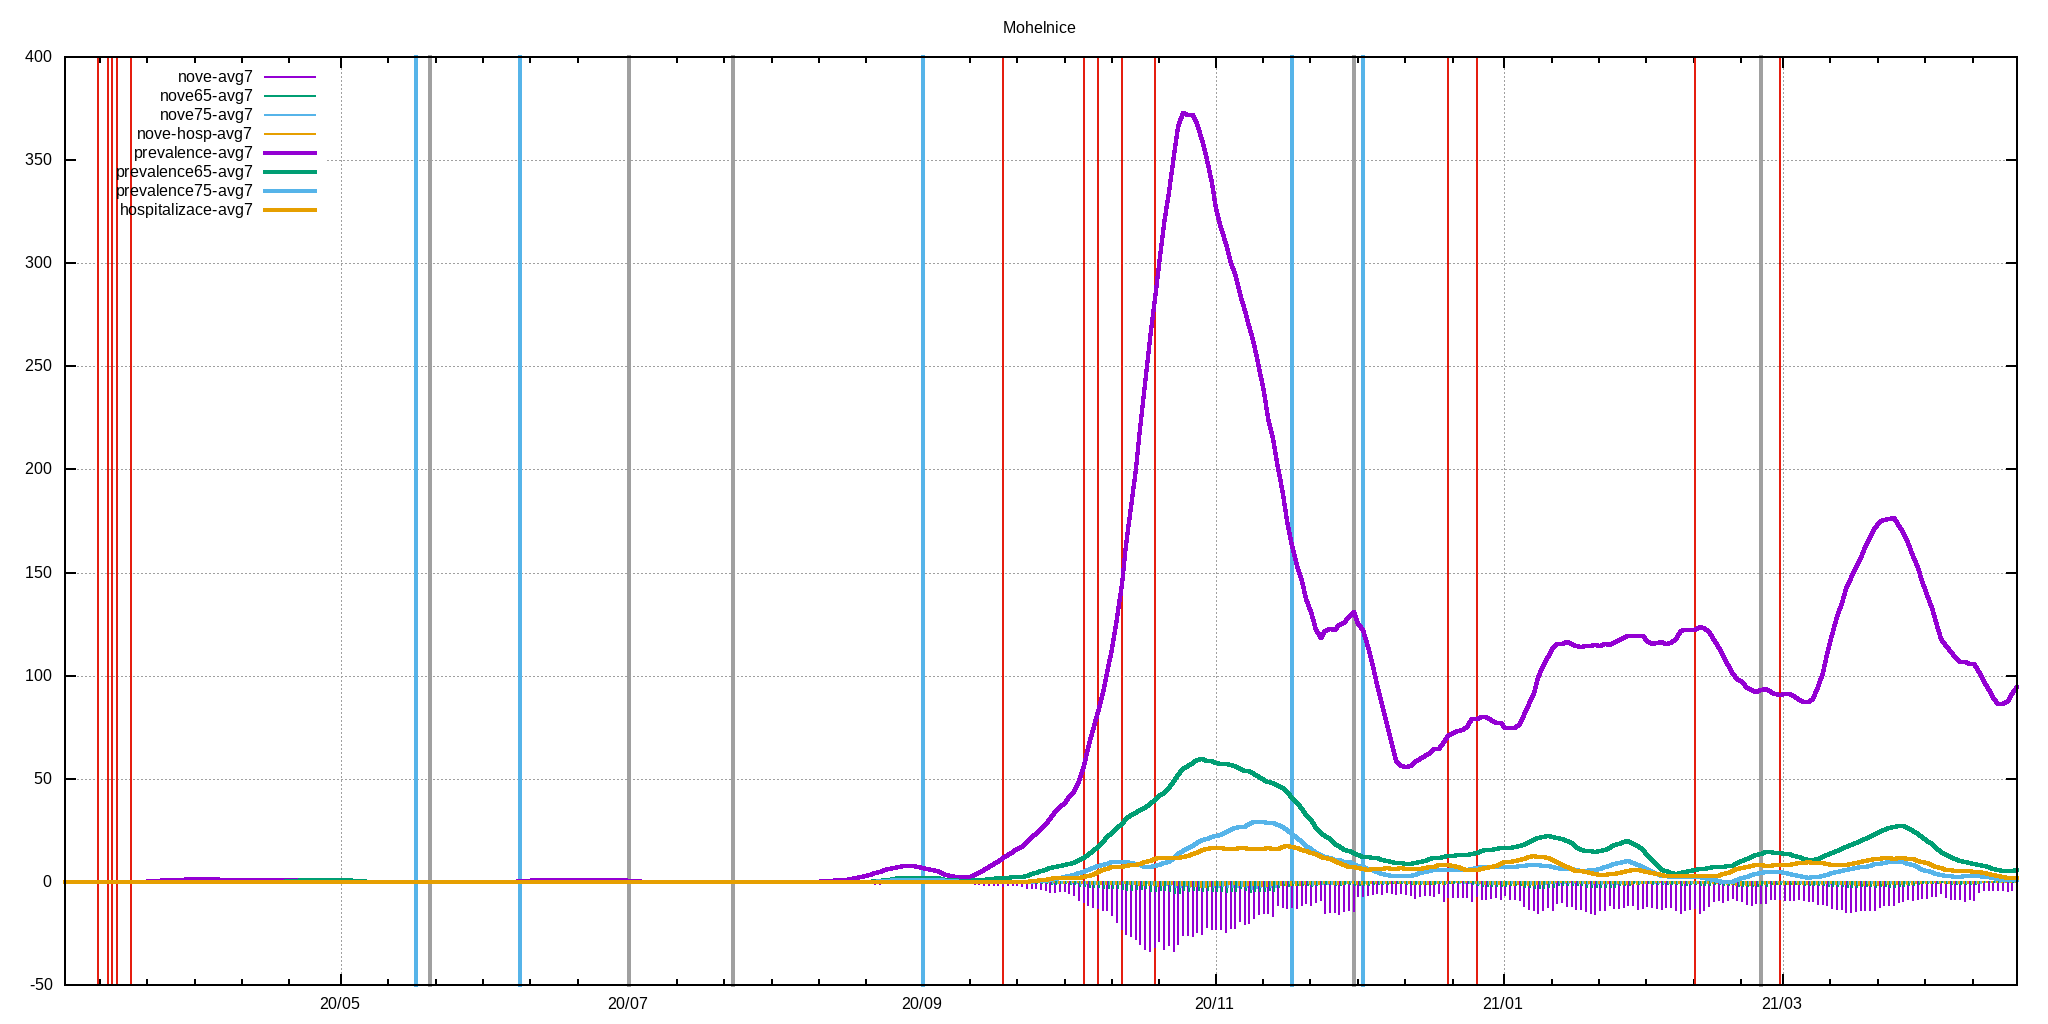 Mohelnice
400
350
300
250
200
150
100
50
0
-50
nove-avg7
nove65-avg7
nove75-avg7
nove-hosp-avg7
prevalence-avg7
prevalence65-avg7
prevalence75-avg7
hospitalizace-avg7
20/05 20/07 20/09 20/11 21/01 21/03